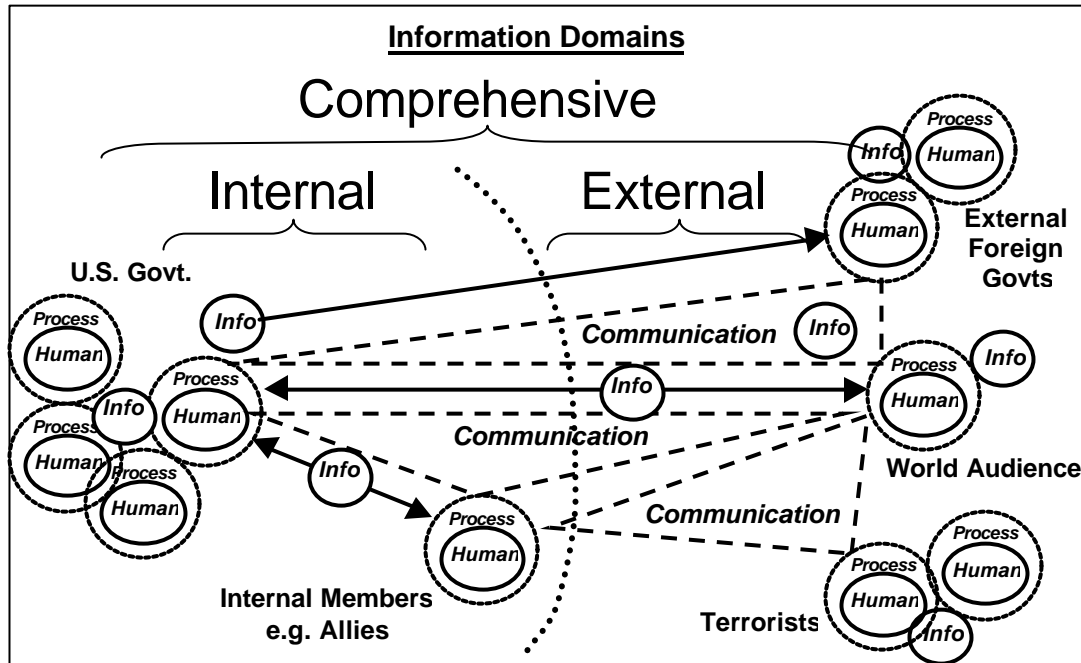 Information Domains
Comprehensive
Internal
External
Process
Human
Info
Process
Human
External
Foreign
Govts
U.S. Govt.
Info
Process
Human
Communication
Info
Info
Process
Human
Info
Process
Human
Info
Process
Human
World Audience
Process
Human
Communication
Info
Process
Human
Communication
Process
Human
Internal Members
e.g. Allies
Process
Human
Terrorists
Process
Human
Info